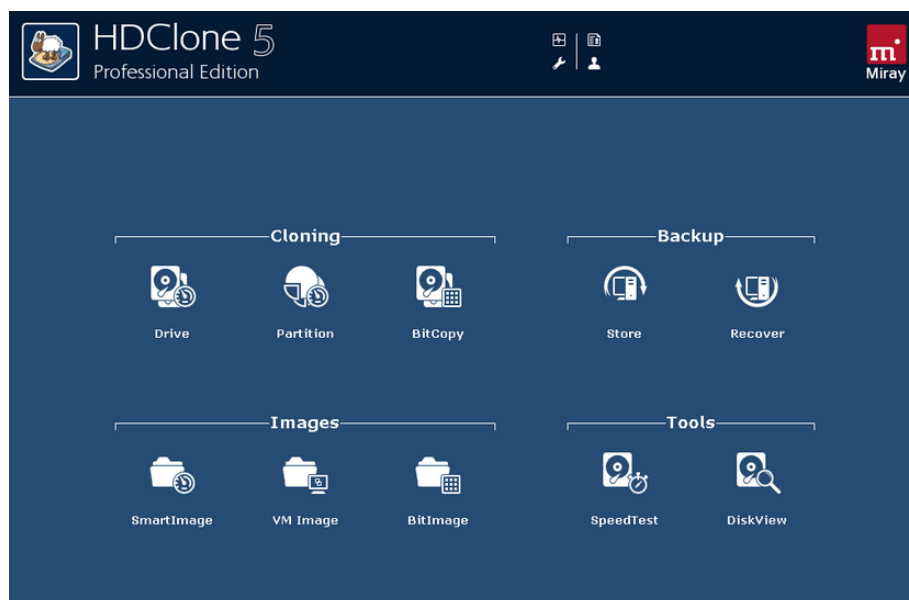 HDClone 5
Professional Edition
m
Miray
Cloning
Backup
Drive
Partition
BitCopy
Store
Recover
Images
Tools
SmartImage
VM Image
BitImage
SpeedTest
DiskView